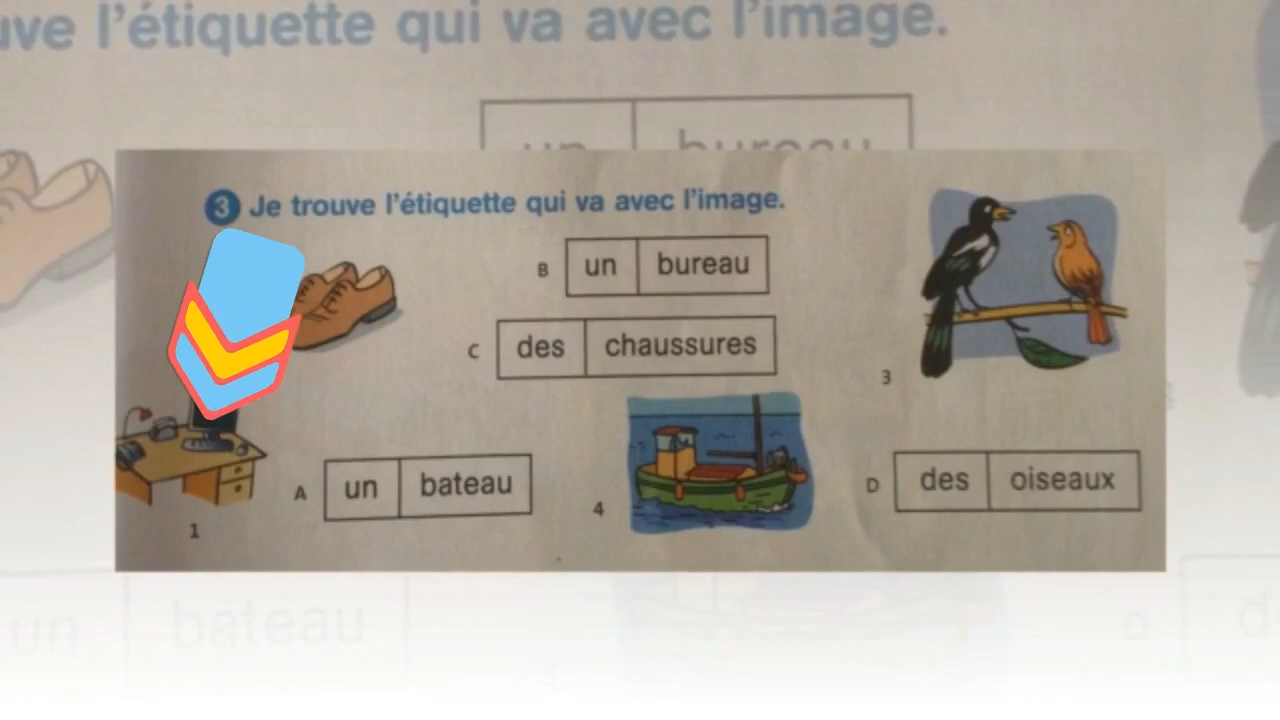 3 Je trouve l'étiquette qui va avec l'image.
B un bureau
C des chaussures
3
A un bateau
4
D des oiseaux
1